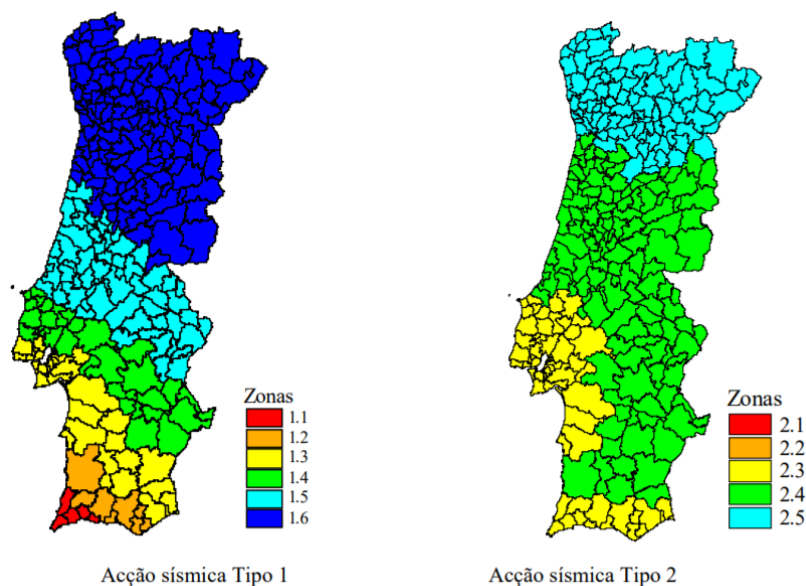 Zonas
1.1
1.2
1.3
1.4
1.5
1.6
Acção sísmica Tipo 1
Zonas
2.1
2.2
2.3
2.4
2.5
Acção sísmica Tipo 2